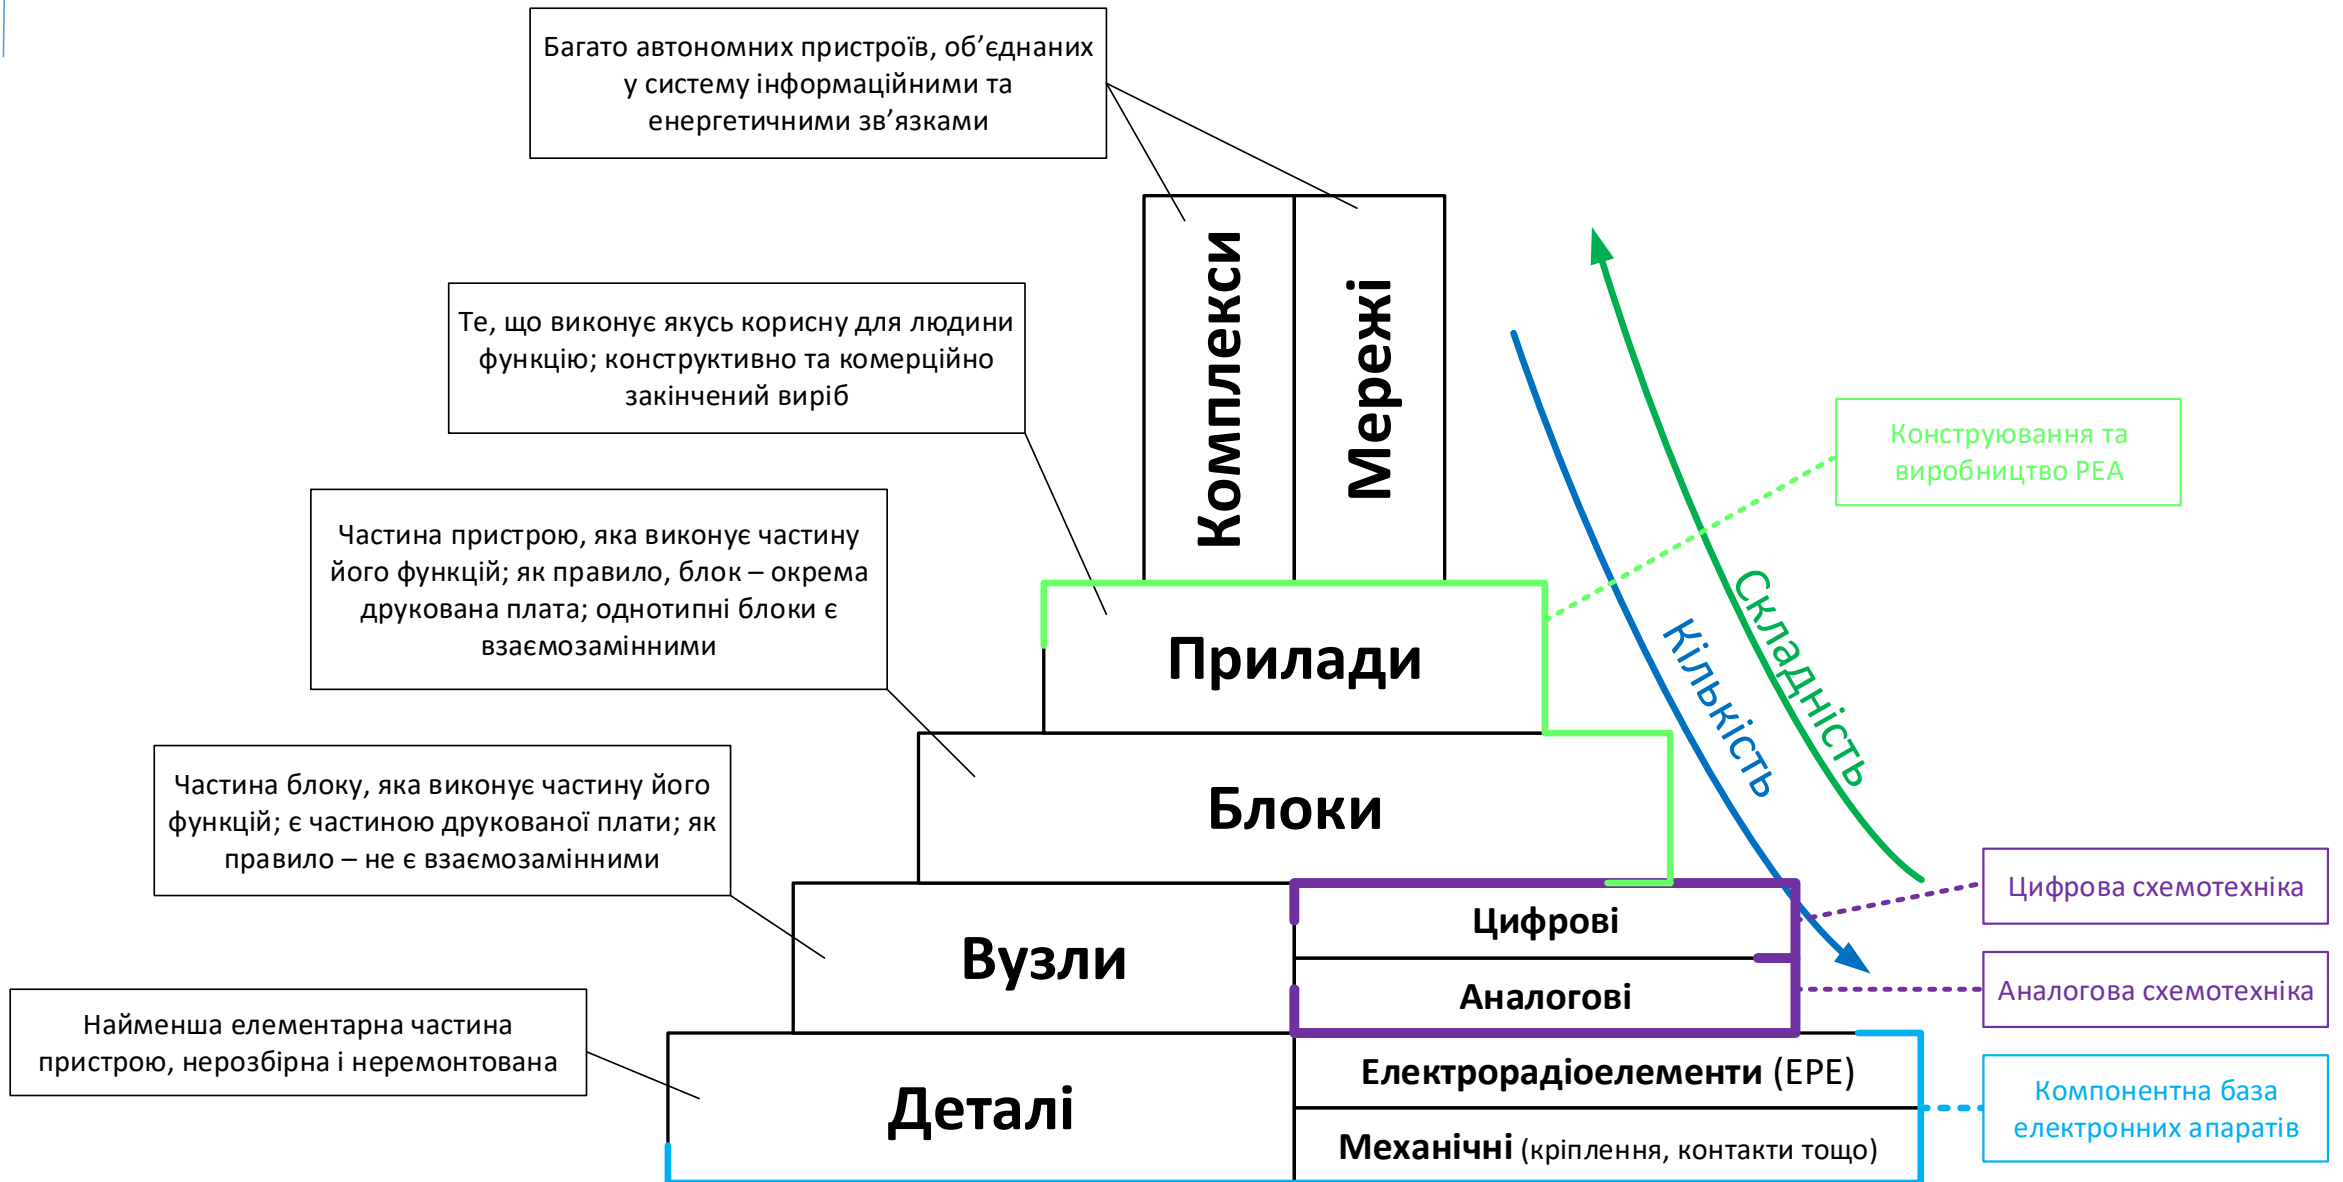 Багато автономних пристроїв, об’єднаних
у систему інформаційними та
енергетичними зв’язками
Комплекси
Мережі
Те, що виконує якусь корисну для людини
функцію; конструктивно та комерційно
закінчений виріб
Конструювання та
виробництво РЕА
Частина пристрою, яка виконує частину
його функцій; як правило, блок – окрема
друкована плата; однотипні блоки є
взаємозамінними
Прилади
Кількість
Складність
Блоки
Частина блоку, яка виконує частину його
функцій; є частиною друкованої плати; як
правило – не є взаємозамінними
Вузли
Цифрові
Аналогові
Цифрова схемотехніка
Аналогова схемотехніка
Найменша елементарна частина
пристрою, нерозбірна і неремонтована
Деталі
Електрорадіоелементи (ЕРЕ)
Механічні (кріплення, контакти тощо)
Компонентна база
електронних апаратів